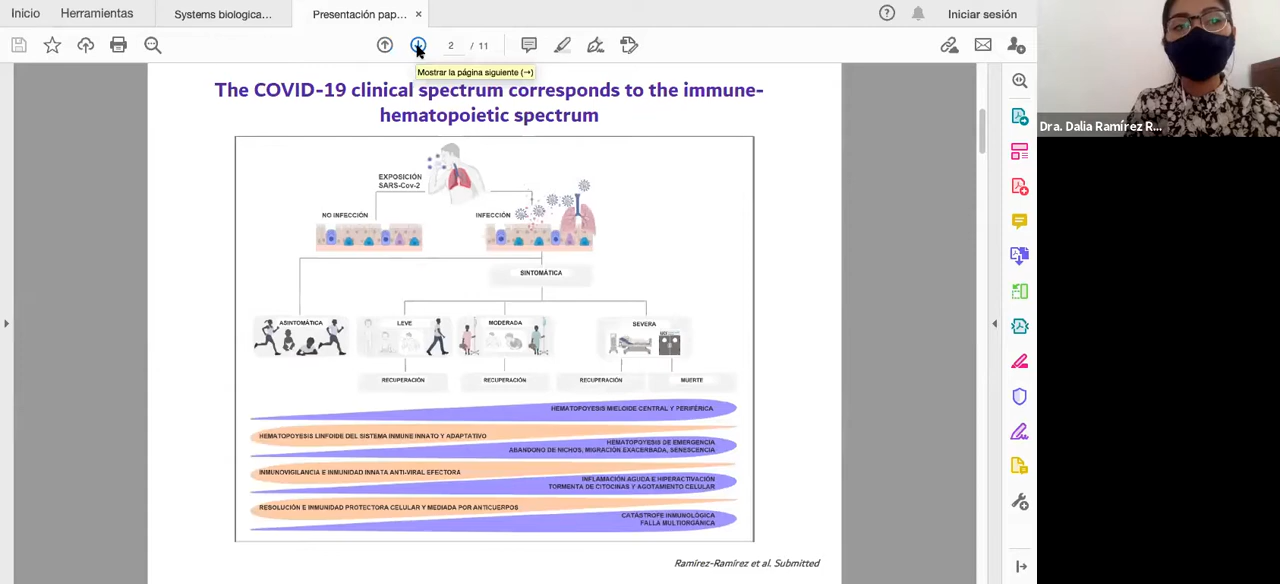 Inicio
Herramientas
Systems biologica...
Presentación pap... ×
?
Iniciar sesión
2 / 11
Mostrar la página siguiente (→)
Dra. Dalia Ramírez R...
The COVID-19 clinical spectrum corresponds to the immune-
hematopoietic spectrum
EXPOSICIÓN
SARS-Cov-2
NO INFECCIÓN
INFECCIÓN
SINTOMÁTICA
ASINTOMÁTICA
LEVE
MODERADA
SEVERA
UCI
RECUPERACIÓN
RECUPERACIÓN
RECUPERACIÓN
MUERTE
HEMATOPOYESIS MIELOIDE CENTRAL Y PERIFÉRICA
HEMATOPOYESIS LINFOIDE DEL SISTEMA INMUNE INNATO Y ADAPTATIVO
HEMATOPOYESIS DE EMERGENCIA
ABANDONO DE NICHOS, MIGRACIÓN EXACERBADA, SENESCENCIA
INMUNOVIGILANCIA E INMUNIDAD INNATA ANTI-VIRAL EFECTORA
INFLAMACIÓN AGUDA E HIPERACTIVACIÓN
TORMENTA DE CITOCINAS Y AGOTAMIENTO CELULAR
RESOLUCIÓN E INMUNIDAD PROTECTORA CELULAR Y MEDIADA POR ANTICUERPOS
CATÁSTROFE INMUNOLÓGICA
FALLA MULTIORGÁNICA
Ramírez-Ramírez et al. Submitted